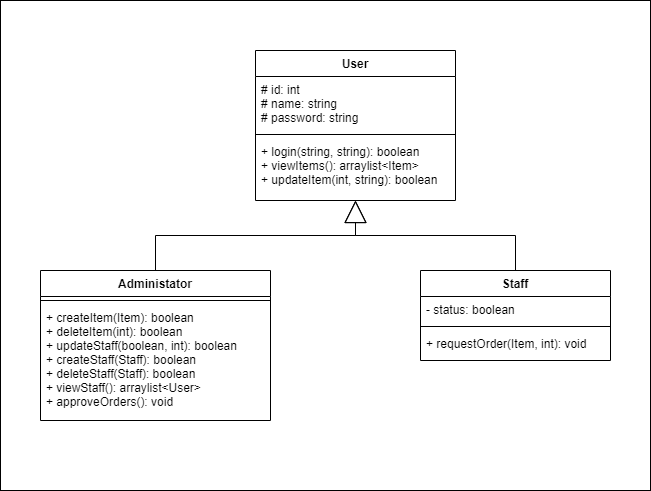 User
# id: int
# name: string
# password: string
+ login(string, string): boolean
+ viewItems(): arraylist<Item>
+ updateItem(int, string): boolean
Administator
+ createItem(Item): boolean
+ deleteItem(int): boolean
+ updateStaff(boolean, int): boolean
+ createStaff(Staff): boolean
+ deleteStaff(Staff): boolean
+ viewStaff(): arraylist<User>
+ approveOrders(): void
Staff
- status: boolean
+ requestOrder(Item, int): void